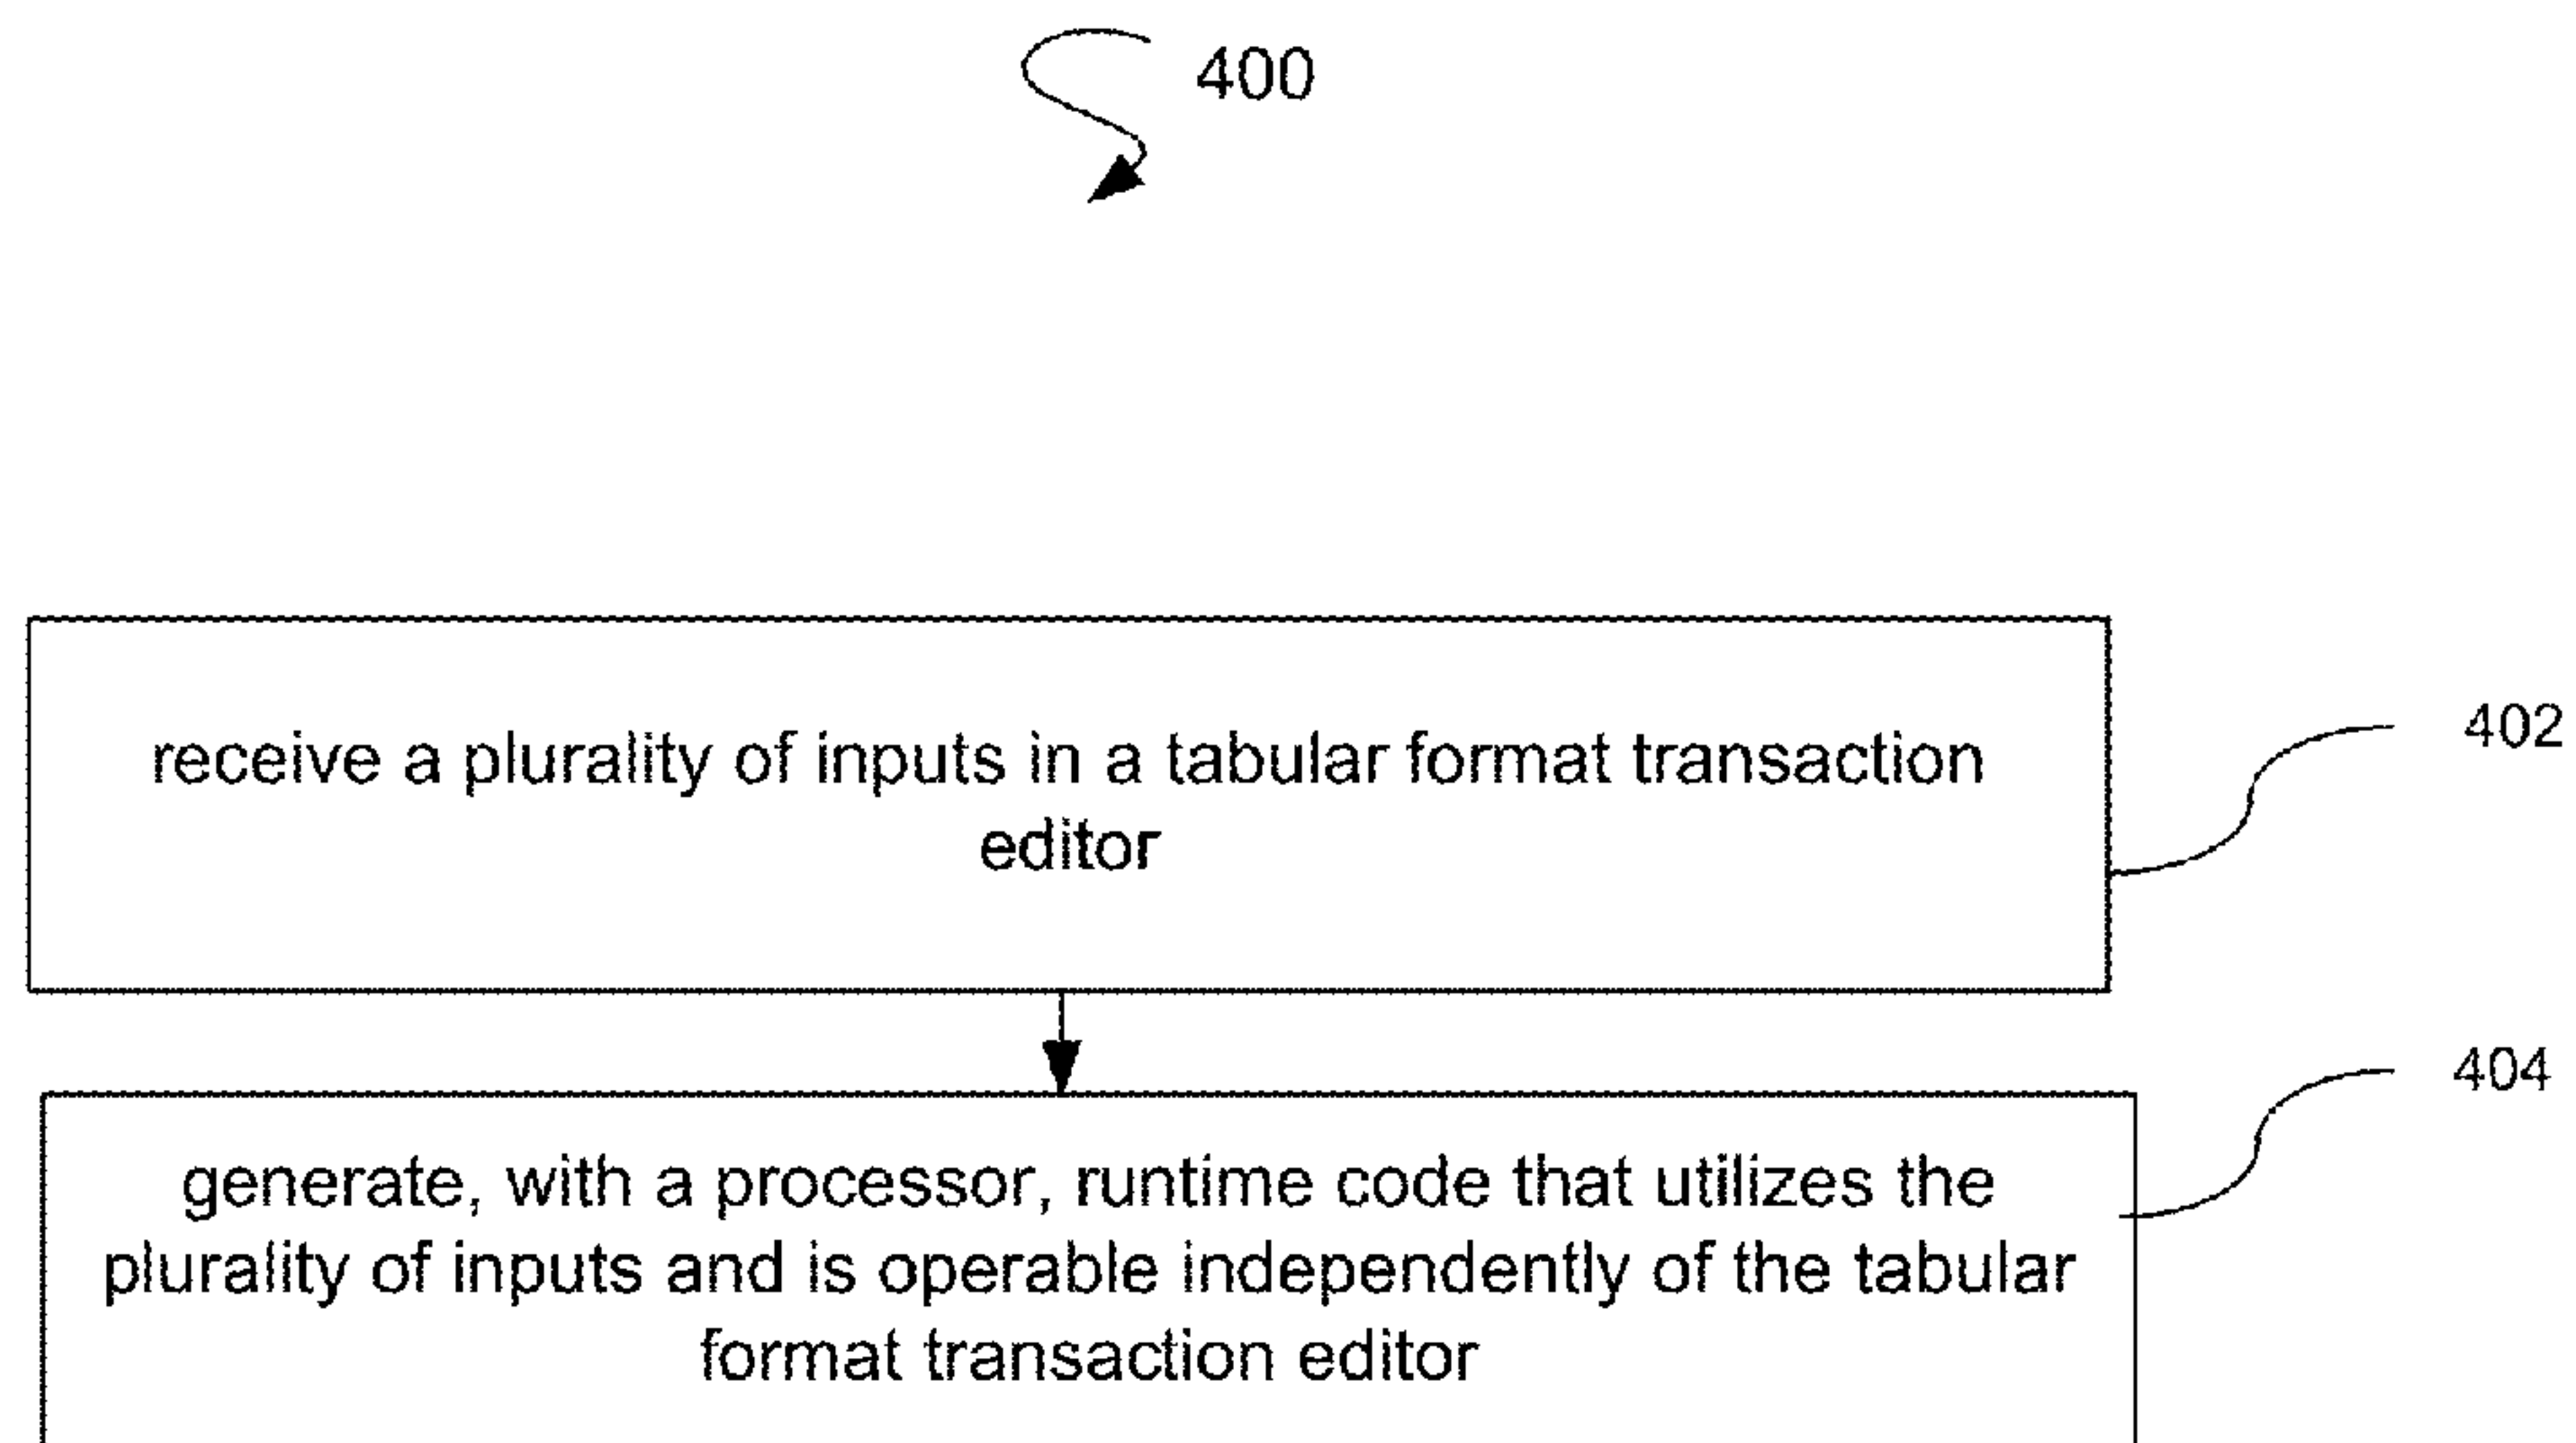 400
receive a plurality of inputs in a tabular format transaction
editor
402
404
generate, with a processor, runtime code that utilizes the
plurality of inputs and is operable independently of the tabular
format transaction editor